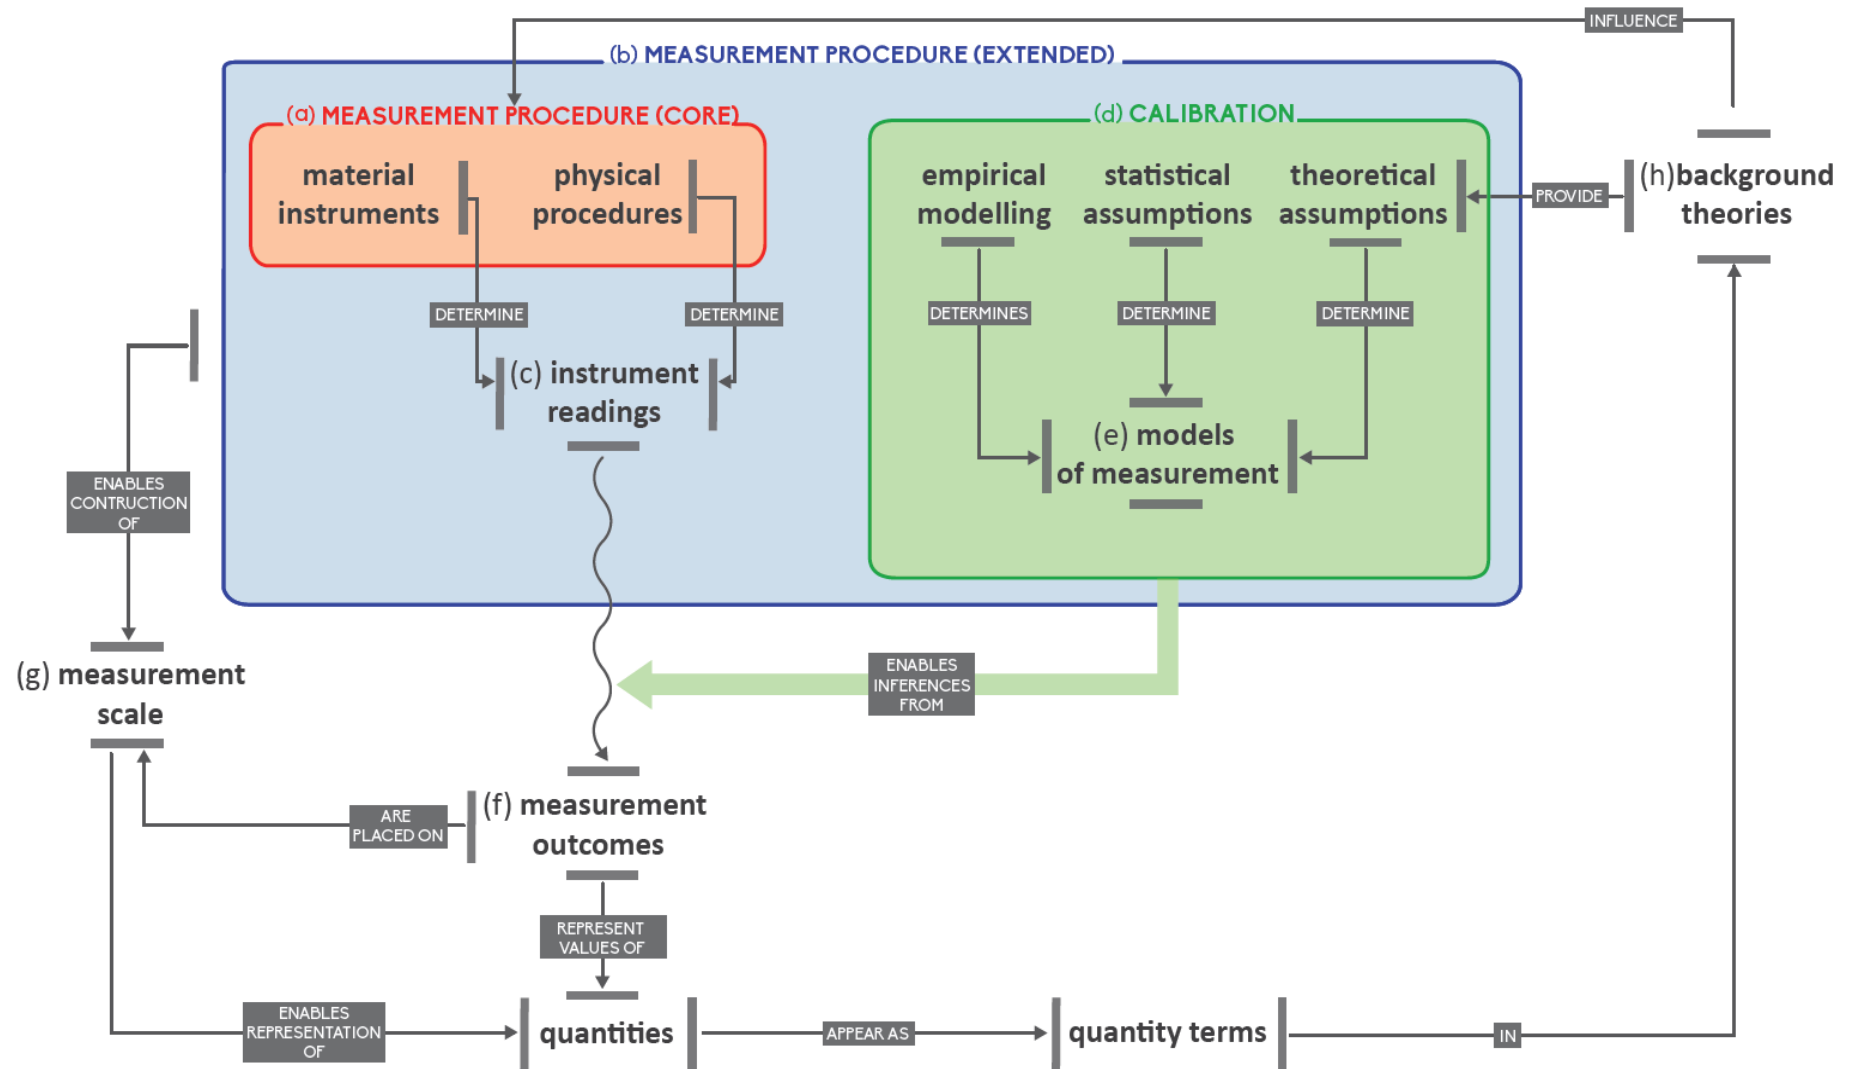 INFLUENCE
(b) MEASUREMENT PROCEDURE (EXTENDED)
(a) MEASUREMENT PROCEDURE (CORE)
(d) CALIBRATION
material
instruments
physical
procedures
empirical
modelling
statistical
assumptions
theoretical
assumptions
PROVIDE
(h)background
theories
DETERMINE
DETERMINE
DETERMINES
DETERMINE
DETERMINE
(c) instrument
readings
(e) models
of measurement
ENABLES
CONTRUCTION
OF
(g) measurement
scale
ENABLES
INFERENCES
FROM
ARE
PLACED ON
(f) measurement
outcomes
REPRESENT
VALUES OF
ENABLES
REPRESENTATION
OF
quantities
APPEAR AS
quantity terms
IN